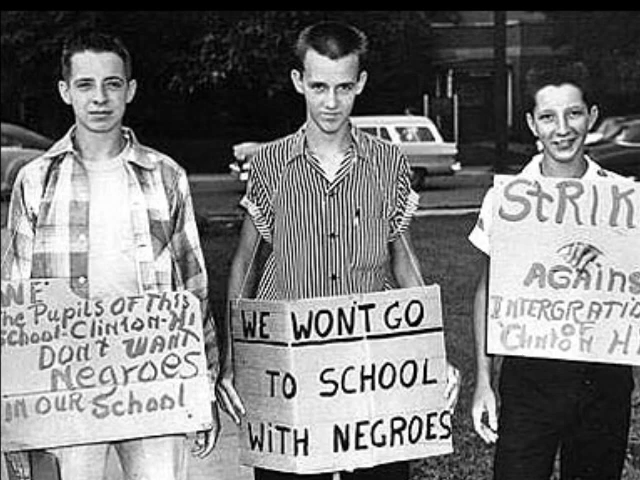 WE
the Pupils of This
School-Clinton-Hi
DON't WANt
Negroes
IN OUR School
WE WON'T GO
TO SCHOOL
WiTH NEGROES
StRIK
AGAiNs
INTERGRATIO
OF
Clinton H